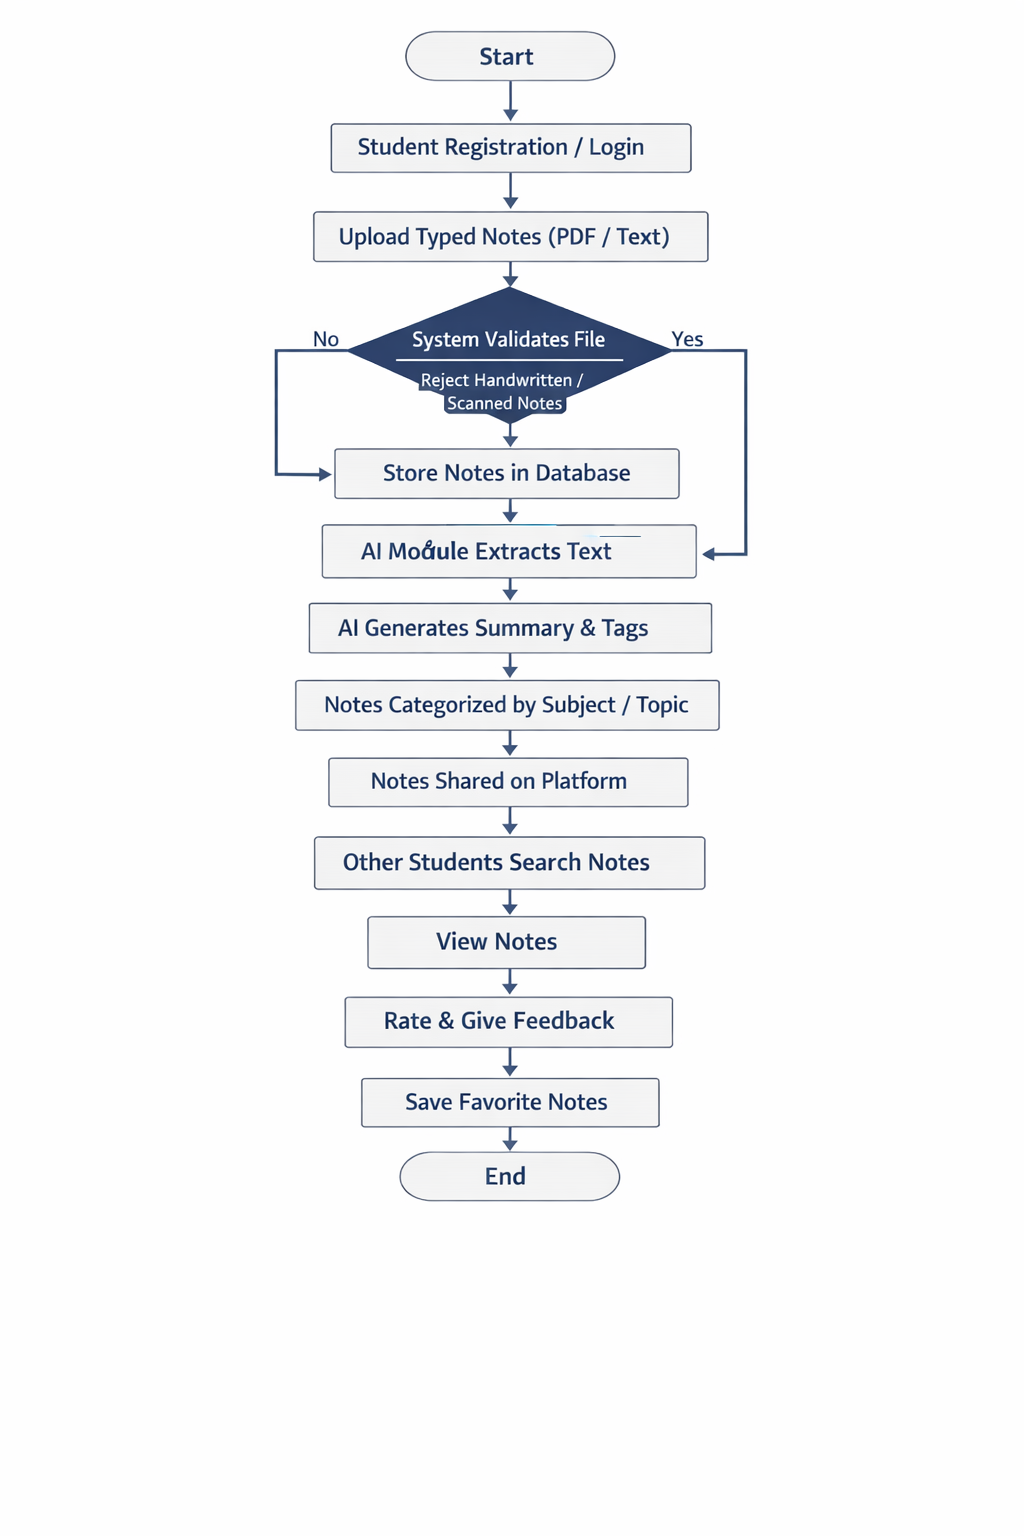 Start
Student Registration / Login
Upload Typed Notes (PDF / Text)
No
System Validates File
Yes
Reject Handwritten /
Scanned Notes
Store Notes in Database
AI Module Extracts Text
AI Generates Summary & Tags
Notes Categorized by Subject / Topic
Notes Shared on Platform
Other Students Search Notes
View Notes
Rate & Give Feedback
Save Favorite Notes
End